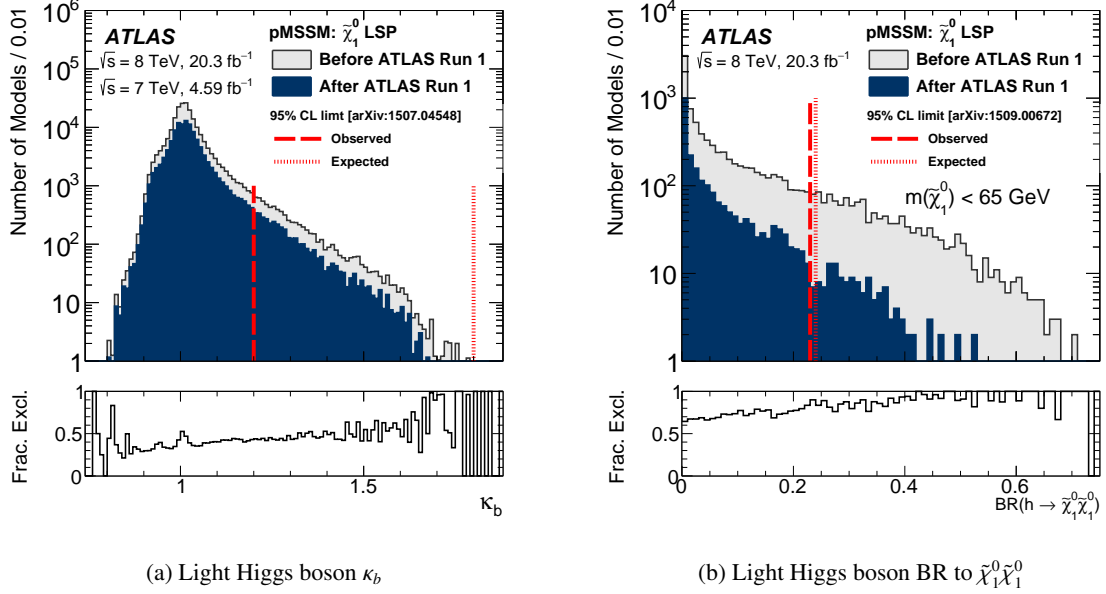 Number of Models / 0.01
10⁶
10⁵
10⁴
10³
10²
10
1
ATLAS
√s = 8 TeV, 20.3 fb⁻¹
√s = 7 TeV, 4.59 fb⁻¹
pMSSM: χ̃₁⁰ LSP
Before ATLAS Run 1
After ATLAS Run 1
95% CL limt [arXiv:1507.04548]
Observed
Expected
Frac. Excl.
1
0.5
0
1
1.5
κ_b
(a) Light Higgs boson κ_b
Number of Models / 0.01
10⁴
10³
10²
10
1
ATLAS
√s = 8 TeV, 20.3 fb⁻¹
pMSSM: χ̃₁⁰ LSP
Before ATLAS Run 1
After ATLAS Run 1
95% CL limt [arXiv:1509.00672]
Observed
Expected
m(χ̃₁⁰) < 65 GeV
Frac. Excl.
1
0.5
0
0
0.2
0.4
0.6
BR(h → χ̃₁⁰χ̃₁⁰)
(b) Light Higgs boson BR to χ̃₁⁰χ̃₁⁰